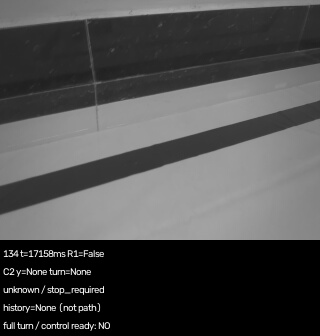 134 t=17158ms R1=False
C2 y=None turn=None
unknown / stop_required
history=None (not path)
full turn / control ready: NO